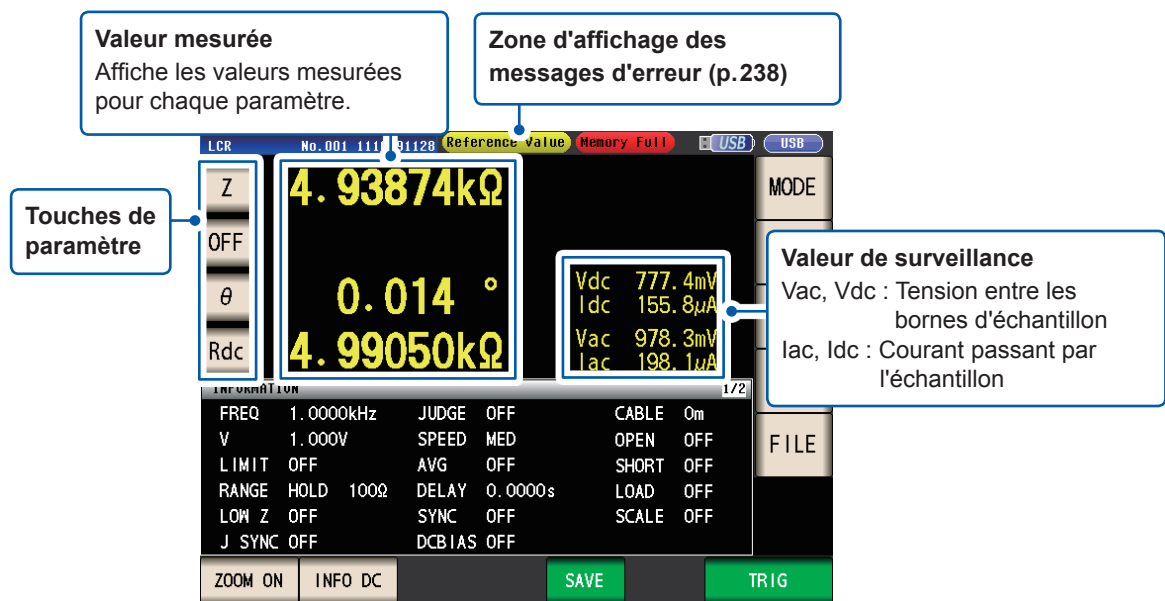 Valeur mesurée
Affiche les valeurs mesurées
pour chaque paramètre.
Zone d'affichage des
messages d'erreur (p.238)
LCR No.001 Reference Value Memory Full USB USB
Touches de
paramètre
Z
OFF
θ
Rdc
4.93874kΩ
0.014 °
4.99050kΩ
Vdc 777.4mV
Idc 155.8μA
Vac 978.3mV
Iac 198.1μA
MODE
Valeur de surveillance
Vac, Vdc : Tension entre les
bornes d'échantillon
Iac, Idc : Courant passant par
l'échantillon
INFORMATION 1/2
FREQ 1.0000kHz JUDGE OFF CABLE 0m
V 1.000V SPEED MED OPEN OFF
LIMIT OFF AVG OFF SHORT OFF
RANGE HOLD 100Ω DELAY 0.0000s LOAD OFF
LOW Z OFF SYNC OFF SCALE OFF
J SYNC OFF DCBIAS OFF
FILE
ZOOM ON INFO DC SAVE TRIG